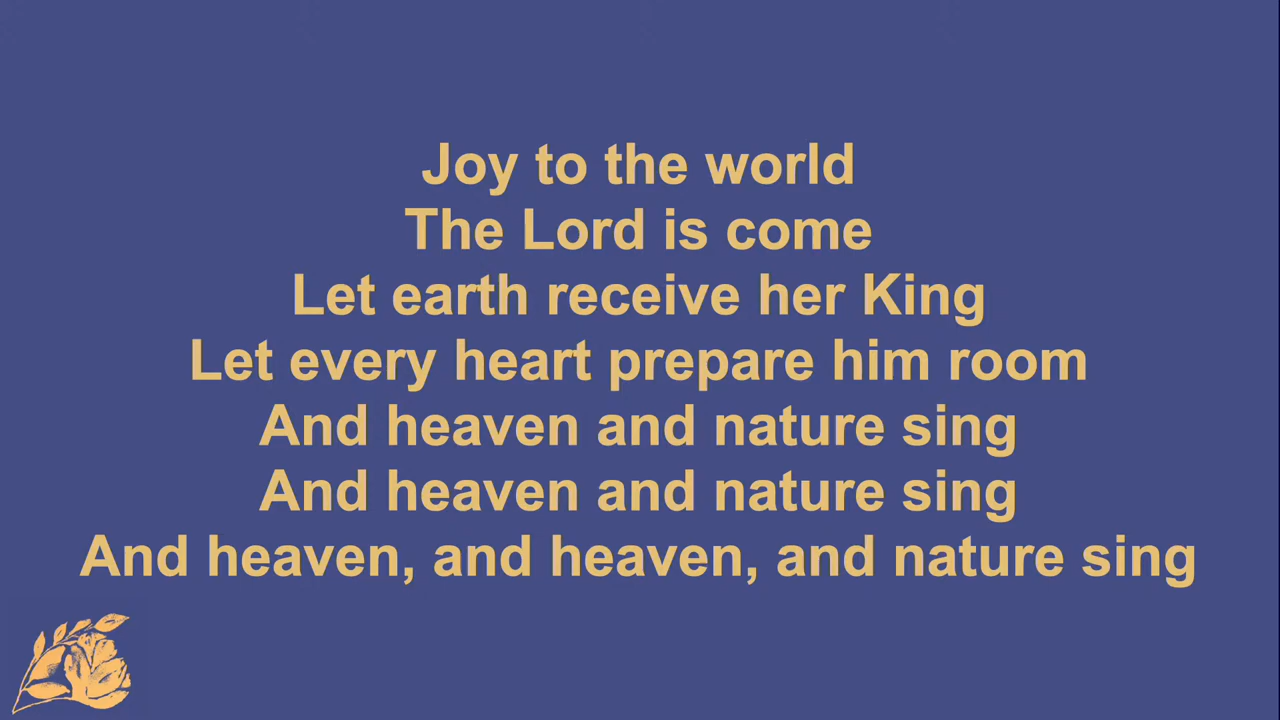 Joy to the world
The Lord is come
Let earth receive her King
Let every heart prepare him room
And heaven and nature sing
And heaven and nature sing
And heaven, and heaven, and nature sing